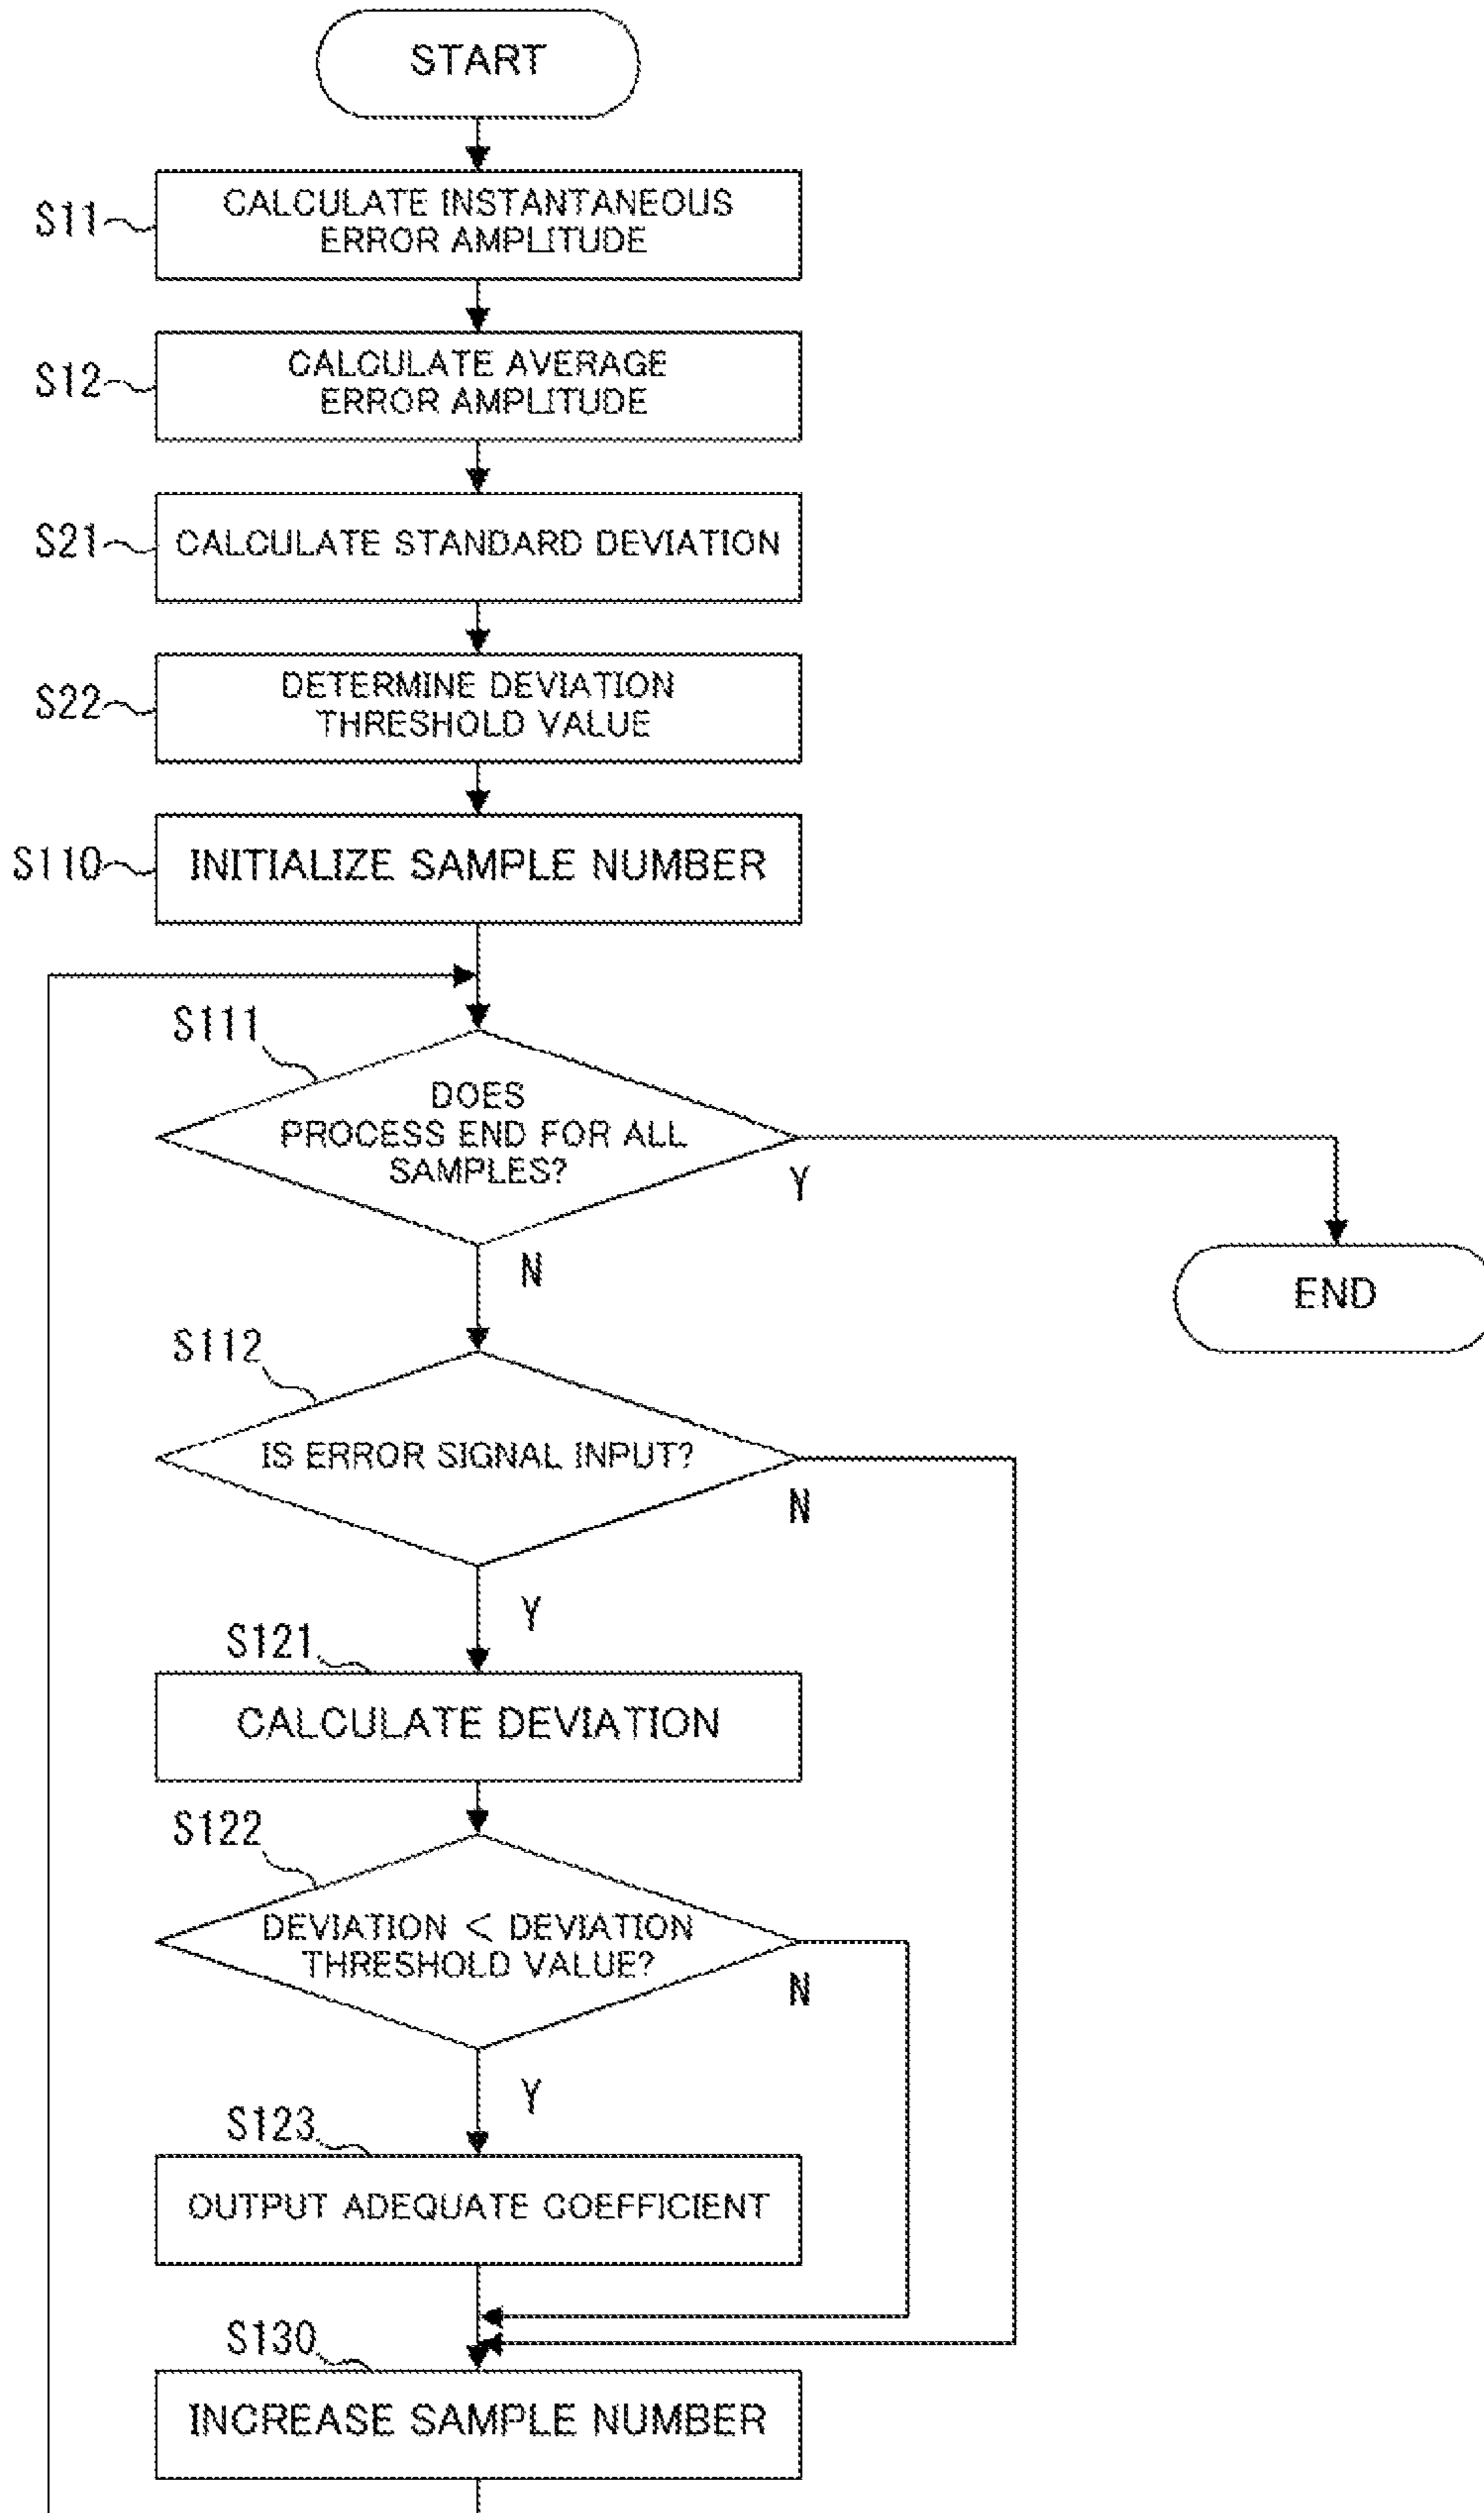 START
S11
CALCULATE INSTANTANEOUS
ERROR AMPLITUDE
S12
CALCULATE AVERAGE
ERROR AMPLITUDE
S21
CALCULATE STANDARD DEVIATION
S22
DETERMINE DEVIATION
THRESHOLD VALUE
S110
INITIALIZE SAMPLE NUMBER
S111
DOES
PROCESS END FOR ALL
SAMPLES?
Y
N
END
S112
IS ERROR SIGNAL INPUT?
N
Y
S121
CALCULATE DEVIATION
S122
DEVIATION < DEVIATION
THRESHOLD VALUE?
N
Y
S123
OUTPUT ADEQUATE COEFFICIENT
S130
INCREASE SAMPLE NUMBER